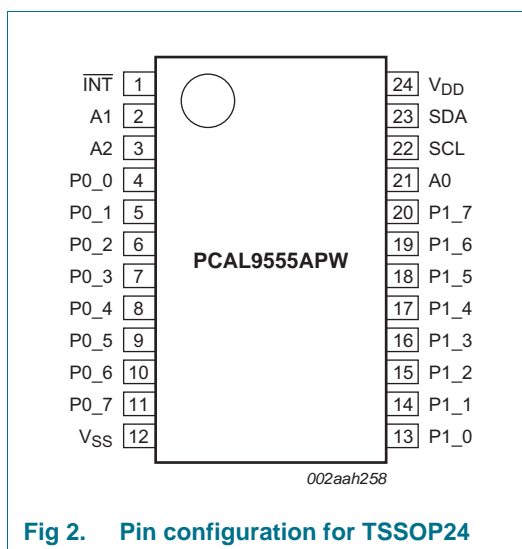 INT 1 24 VDD
A1 2 23 SDA
A2 3 22 SCL
P0_0 4 21 A0
P0_1 5 20 P1_7
P0_2 6 19 P1_6
PCAL9555APW
P0_3 7 18 P1_5
P0_4 8 17 P1_4
P0_5 9 16 P1_3
P0_6 10 15 P1_2
P0_7 11 14 P1_1
VSS 12 13 P1_0
002aah258
Fig 2. Pin configuration for TSSOP24